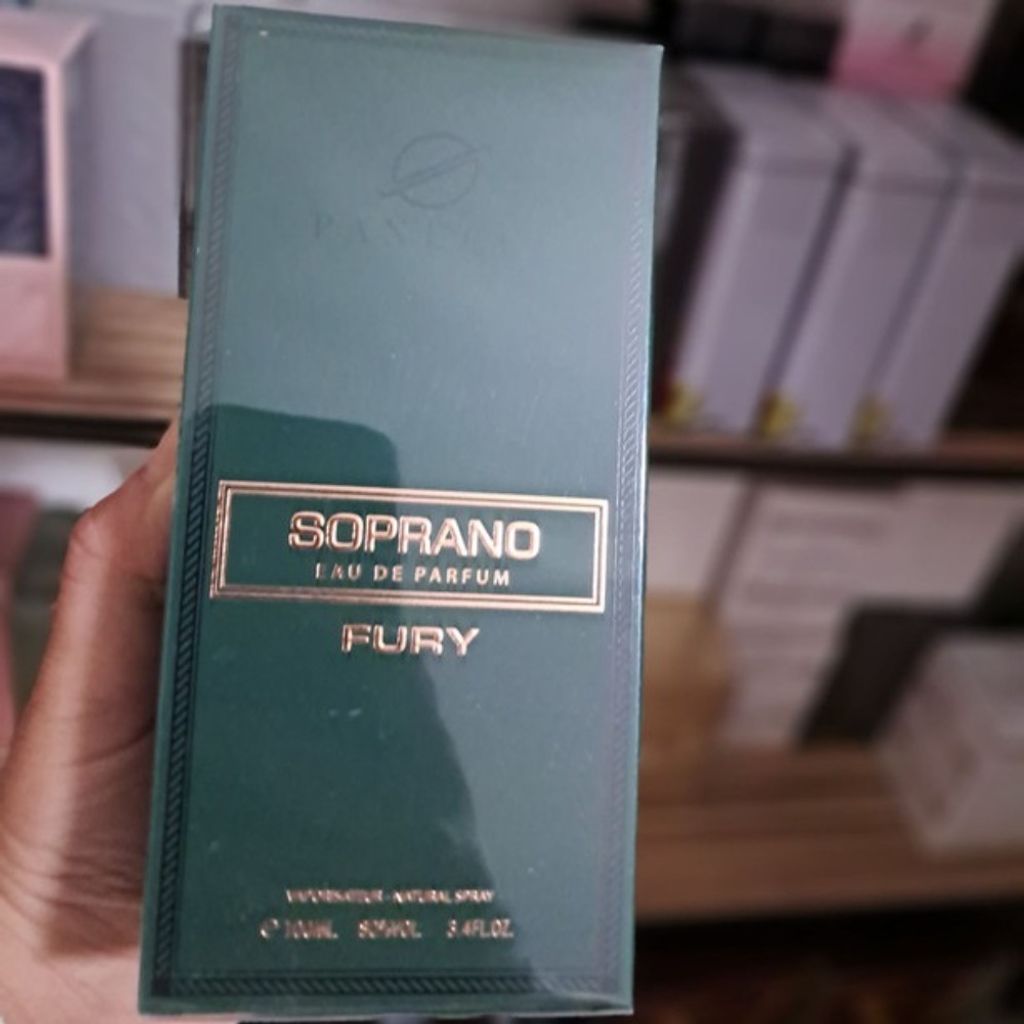 SOPRANO
EAU DE PARFUM
FURY
VAPORISATEUR - NATURAL SPRAY
℮ 100ML. 80%VOL. 3.4FL.OZ.